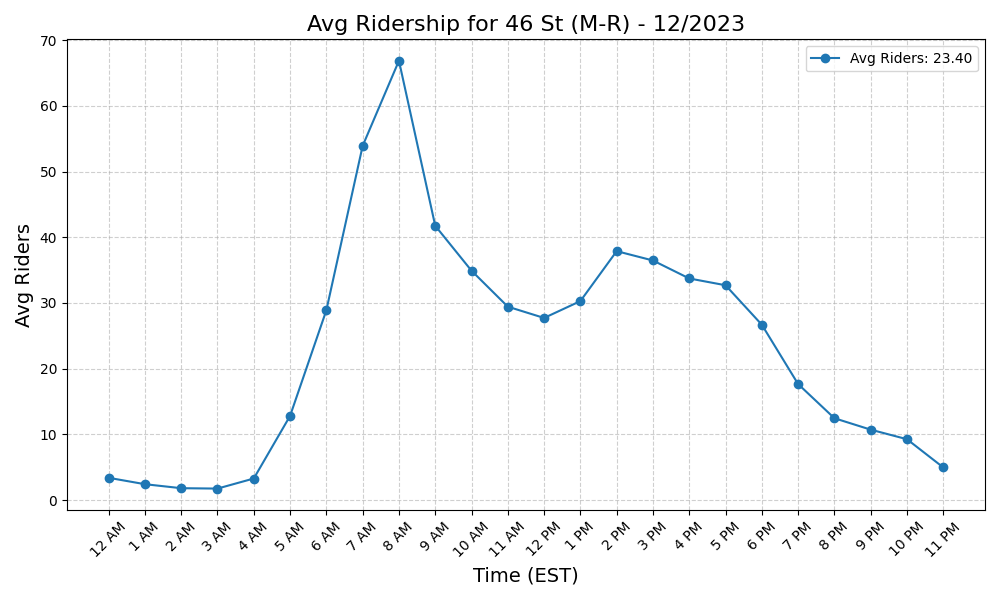 Avg Ridership for 46 St (M-R) - 12/2023
Avg Riders: 23.40
Avg Riders
70
60
50
40
30
20
10
0
12 AM
1 AM
2 AM
3 AM
4 AM
5 AM
6 AM
7 AM
8 AM
9 AM
10 AM
11 AM
12 PM
1 PM
2 PM
3 PM
4 PM
5 PM
6 PM
7 PM
8 PM
9 PM
10 PM
11 PM
Time (EST)